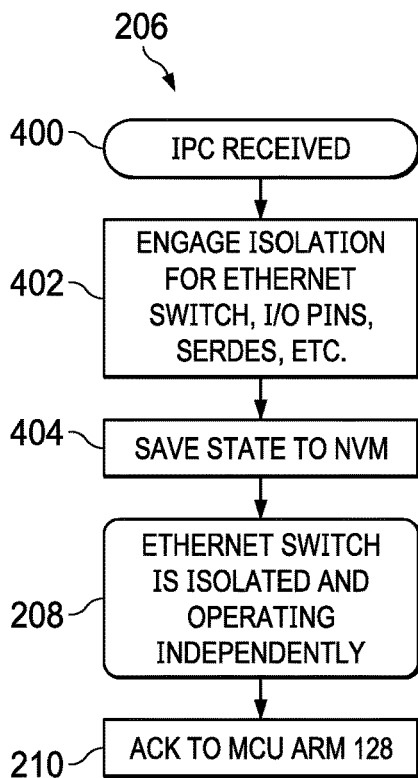 206
400
IPC RECEIVED
402
ENGAGE ISOLATION
FOR ETHERNET
SWITCH, I/O PINS,
SERDES, ETC.
404
SAVE STATE TO NVM
208
ETHERNET SWITCH
IS ISOLATED AND
OPERATING
INDEPENDENTLY
210
ACK TO MCU ARM 128